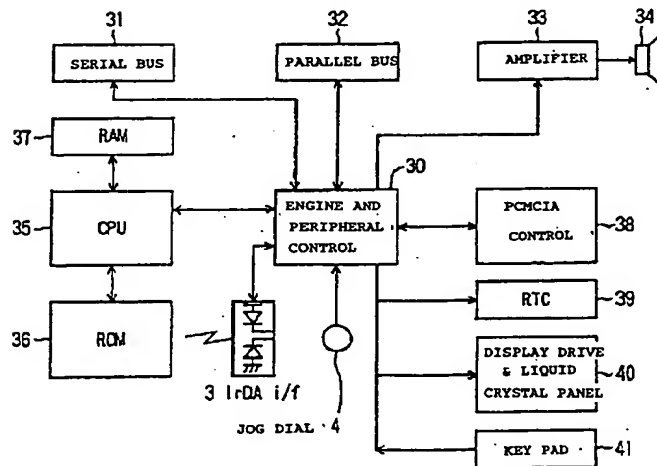 31
32
33
34
SERIAL BUS
PARALLEL BUS
AMPLIFIER
37
RAM
30
35
CPU
ENGINE AND
PERIPHERAL
CONTROL
PCMCIA
CONTROL
38
RTC
39
36
ROM
DISPLAY DRIVE
& LIQUID
CRYSTAL PANEL
40
3 IrDA i/f
JOG DIAL 4
KEY PAD
41